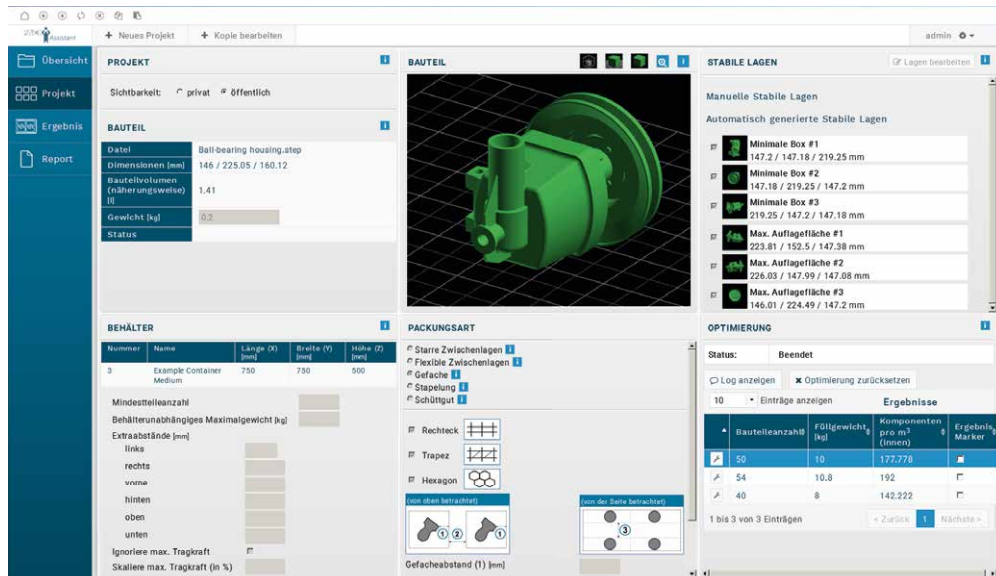 Assistant
+ Neues Projekt
+ Kopie bearbeiten
admin
Übersicht
Projekt
Ergebnis
Report
PROJEKT
Sichtbarkeit: privat öffentlich
BAUTEIL
Datei Ball-bearing housing.step
Dimensionen [mm] 146 / 225.05 / 160.12
Bauteilvolumen
(näherungsweise) 1.41
[l]
Gewicht [kg] 0.2
Status
BAUTEIL
STABILE LAGEN
Lagen bearbeiten
Manuelle Stabile Lagen
Automatisch generierte Stabile Lagen
Minimale Box #1
147.2 / 147.18 / 219.25 mm
Minimale Box #2
147.18 / 219.25 / 147.2 mm
Minimale Box #3
219.25 / 147.2 / 147.18 mm
Max. Auflagefläche #1
223.81 / 152.5 / 147.38 mm
Max. Auflagefläche #2
226.03 / 147.99 / 147.08 mm
Max. Auflagefläche #3
146.01 / 224.49 / 147.2 mm
BEHÄLTER
Nummer Name Länge (X) Breite (Y) Höhe (Z)
[mm] [mm] [mm]
3 Example Container 750 750 500
Medium
Mindestteileanzahl
Behälterunabhängiges Maximalgewicht [kg]
Extraabstände [mm]
links
rechts
vorne
hinten
oben
unten
Ignoriere max. Tragkraft
Skaliere max. Tragkraft (in %)
PACKUNGSART
Starre Zwischenlagen
Flexible Zwischenlagen
Gefache
Stapelung
Schüttgut
Rechteck
Trapez
Hexagon
(von oben betrachtet)
1 2 1
(von der Seite betrachtet)
3
Gefacheabstand (1) [mm]
OPTIMIERUNG
Status: Beendet
Log anzeigen
Optimierung zurücksetzen
10 Einträge anzeigen
Ergebnisse
Bauteileanzahl Füllgewicht Komponenten Ergebnis
[kg] pro m³ Marker
(innen)
50 10 177.778
54 10.8 192
40 8 142.222
1 bis 3 von 3 Einträgen
« Zurück 1 Nächste »